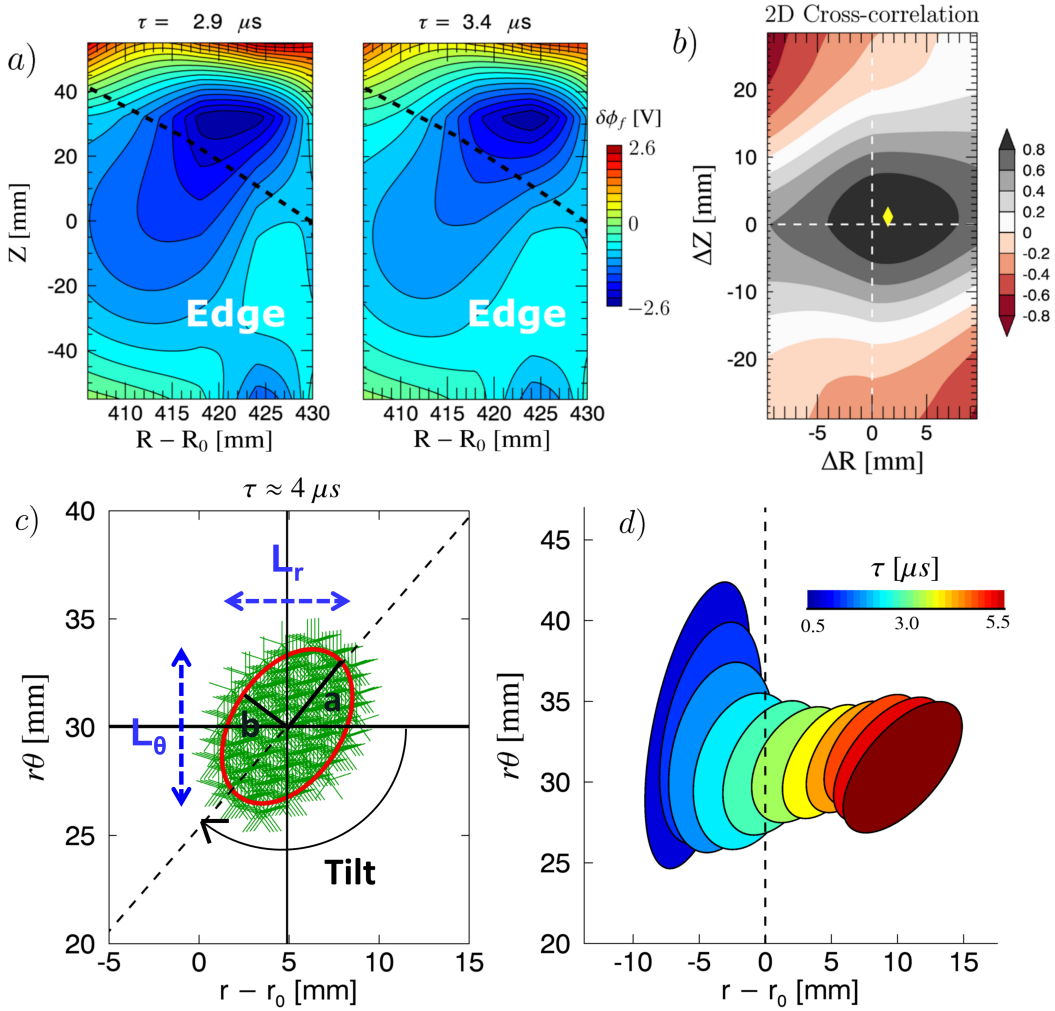 τ = 2.9 μs
τ = 3.4 μs
a)
40
20
0
-20
-40
Z [mm]
Edge
Edge
410 415 420 425 430
410 415 420 425 430
R − R₀ [mm]
R − R₀ [mm]
δϕ_f [V]
2.6
−2.6
2D Cross-correlation
b)
20
10
0
-10
-20
ΔZ [mm]
-5 0 5
ΔR [mm]
0.8
0.6
0.4
0.2
0
-0.2
-0.4
-0.6
-0.8
τ ≈ 4 μs
c)
40
35
30
25
20
rθ [mm]
L_r
L_θ
a
b
Tilt
-5 0 5 10 15
r − r₀ [mm]
d)
45
40
35
30
25
20
rθ [mm]
τ [μs]
0.5 3.0 5.5
-10 -5 0 5 10 15
r − r₀ [mm]